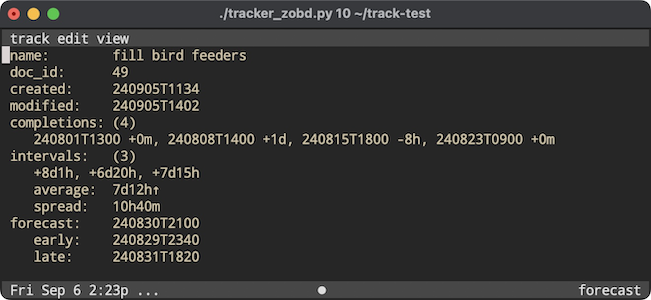 ./tracker_zobd.py 10 ~/track-test
track edit view
name: fill bird feeders
doc_id: 49
created: 240905T1134
modified: 240905T1402
completions: (4)
240801T1300 +0m, 240808T1400 +1d, 240815T1800 -8h, 240823T0900 +0m
intervals: (3)
+8d1h, +6d20h, +7d15h
average: 7d12h↑
spread: 10h40m
forecast: 240830T2100
early: 240829T2340
late: 240831T1820
Fri Sep 6 2:23p ... ● forecast